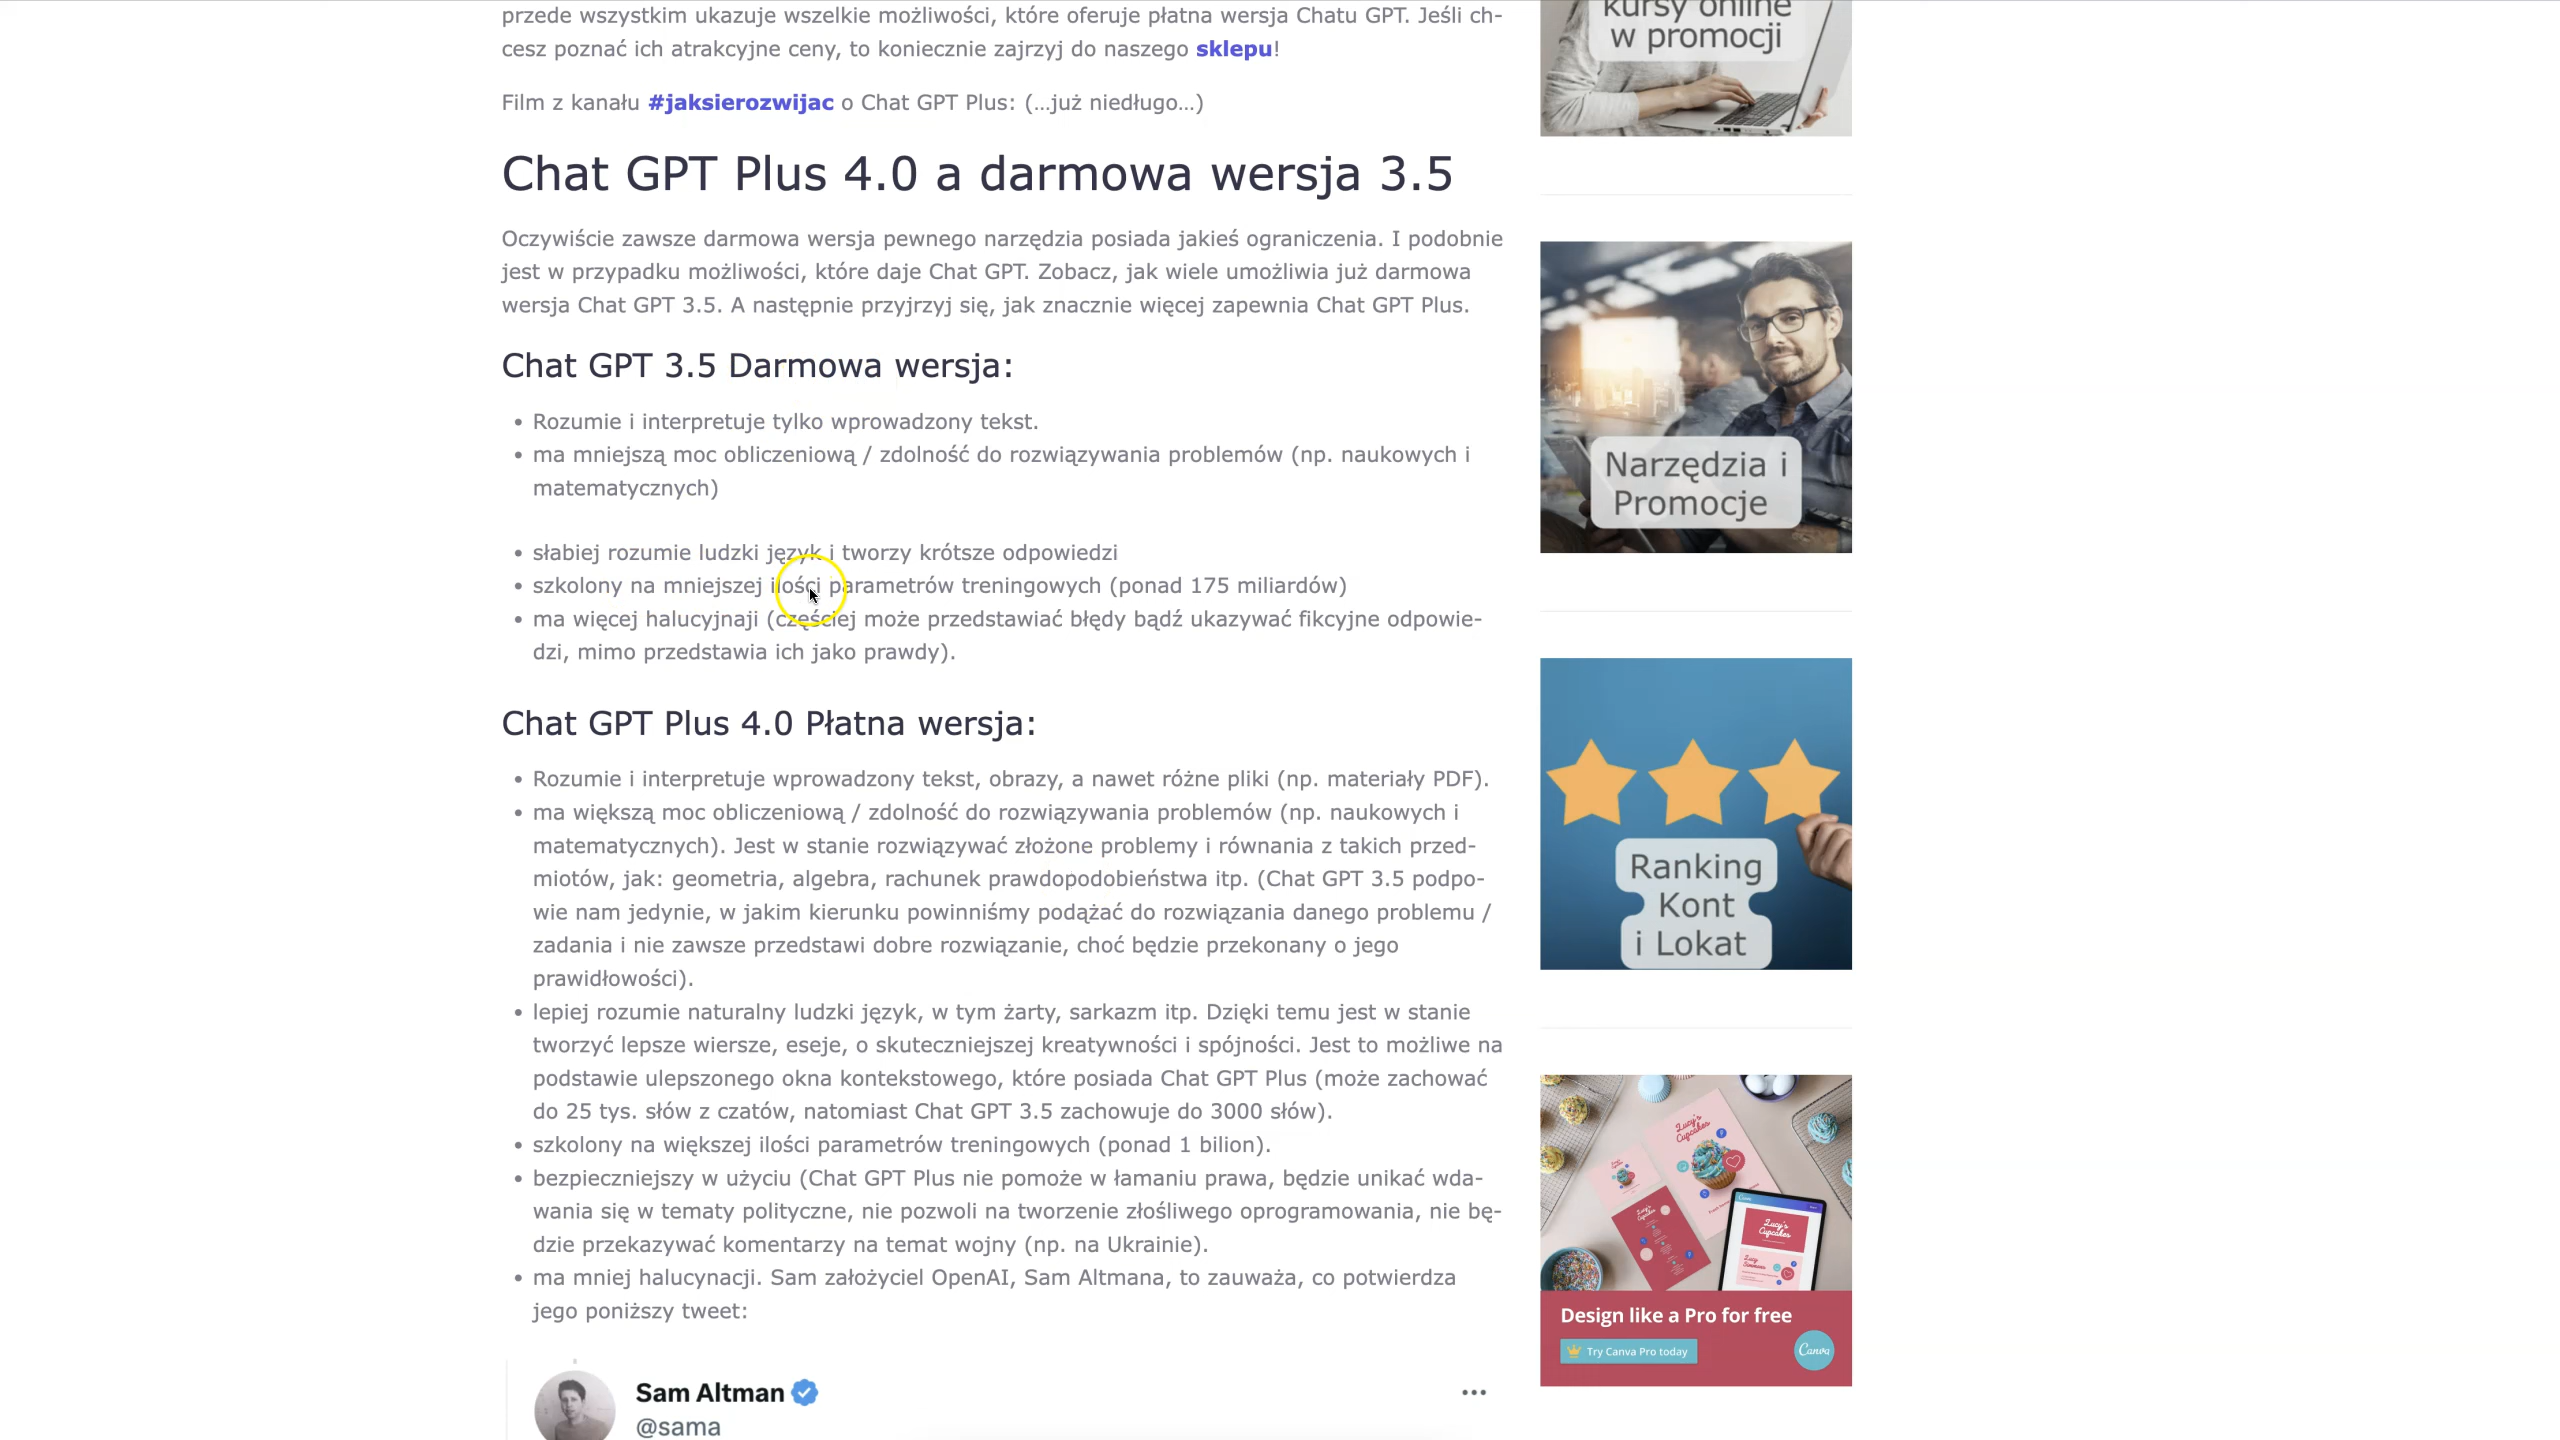 przede wszystkim ukazuje wszelkie możliwości, które oferuje płatna wersja Chatu GPT. Jeśli ch-
cesz poznać ich atrakcyjne ceny, to koniecznie zajrzyj do naszego sklepu!
Film z kanału #jaksierozwijac o Chat GPT Plus: (…już niedługo…)
Chat GPT Plus 4.0 a darmowa wersja 3.5
Oczywiście zawsze darmowa wersja pewnego narzędzia posiada jakieś ograniczenia. I podobnie
jest w przypadku możliwości, które daje Chat GPT. Zobacz, jak wiele umożliwia już darmowa
wersja Chat GPT 3.5. A następnie przyjrzyj się, jak znacznie więcej zapewnia Chat GPT Plus.
Chat GPT 3.5 Darmowa wersja:
• Rozumie i interpretuje tylko wprowadzony tekst.
• ma mniejszą moc obliczeniową / zdolność do rozwiązywania problemów (np. naukowych i
matematycznych)
• słabiej rozumie ludzki język i tworzy krótsze odpowiedzi
• szkolony na mniejszej ilości parametrów treningowych (ponad 175 miliardów)
• ma więcej halucyjnaji (częściej może przedstawiać błędy bądź ukazywać fikcyjne odpowie-
dzi, mimo przedstawia ich jako prawdy).
Chat GPT Plus 4.0 Płatna wersja:
• Rozumie i interpretuje wprowadzony tekst, obrazy, a nawet różne pliki (np. materiały PDF).
• ma większą moc obliczeniową / zdolność do rozwiązywania problemów (np. naukowych i
matematycznych). Jest w stanie rozwiązywać złożone problemy i równania z takich przed-
miotów, jak: geometria, algebra, rachunek prawdopodobieństwa itp. (Chat GPT 3.5 podpo-
wie nam jedynie, w jakim kierunku powinniśmy podążać do rozwiązania danego problemu /
zadania i nie zawsze przedstawi dobre rozwiązanie, choć będzie przekonany o jego
prawidłowości).
• lepiej rozumie naturalny ludzki język, w tym żarty, sarkazm itp. Dzięki temu jest w stanie
tworzyć lepsze wiersze, eseje, o skuteczniejszej kreatywności i spójności. Jest to możliwe na
podstawie ulepszonego okna kontekstowego, które posiada Chat GPT Plus (może zachować
do 25 tys. słów z czatów, natomiast Chat GPT 3.5 zachowuje do 3000 słów).
• szkolony na większej ilości parametrów treningowych (ponad 1 bilion).
• bezpieczniejszy w użyciu (Chat GPT Plus nie pomoże w łamaniu prawa, będzie unikać wda-
wania się w tematy polityczne, nie pozwoli na tworzenie złośliwego oprogramowania, nie bę-
dzie przekazywać komentarzy na temat wojny (np. na Ukrainie).
• ma mniej halucynacji. Sam założyciel OpenAI, Sam Altmana, to zauważa, co potwierdza
jego poniższy tweet:
Sam Altman
@sama
kursy online
w promocji
Narzędzia i
Promocje
Ranking
Kont
i Lokat
Lucy's
Cupcakes
Lucy's
Cupcakes
Design like a Pro for free
Try Canva Pro today
Canva